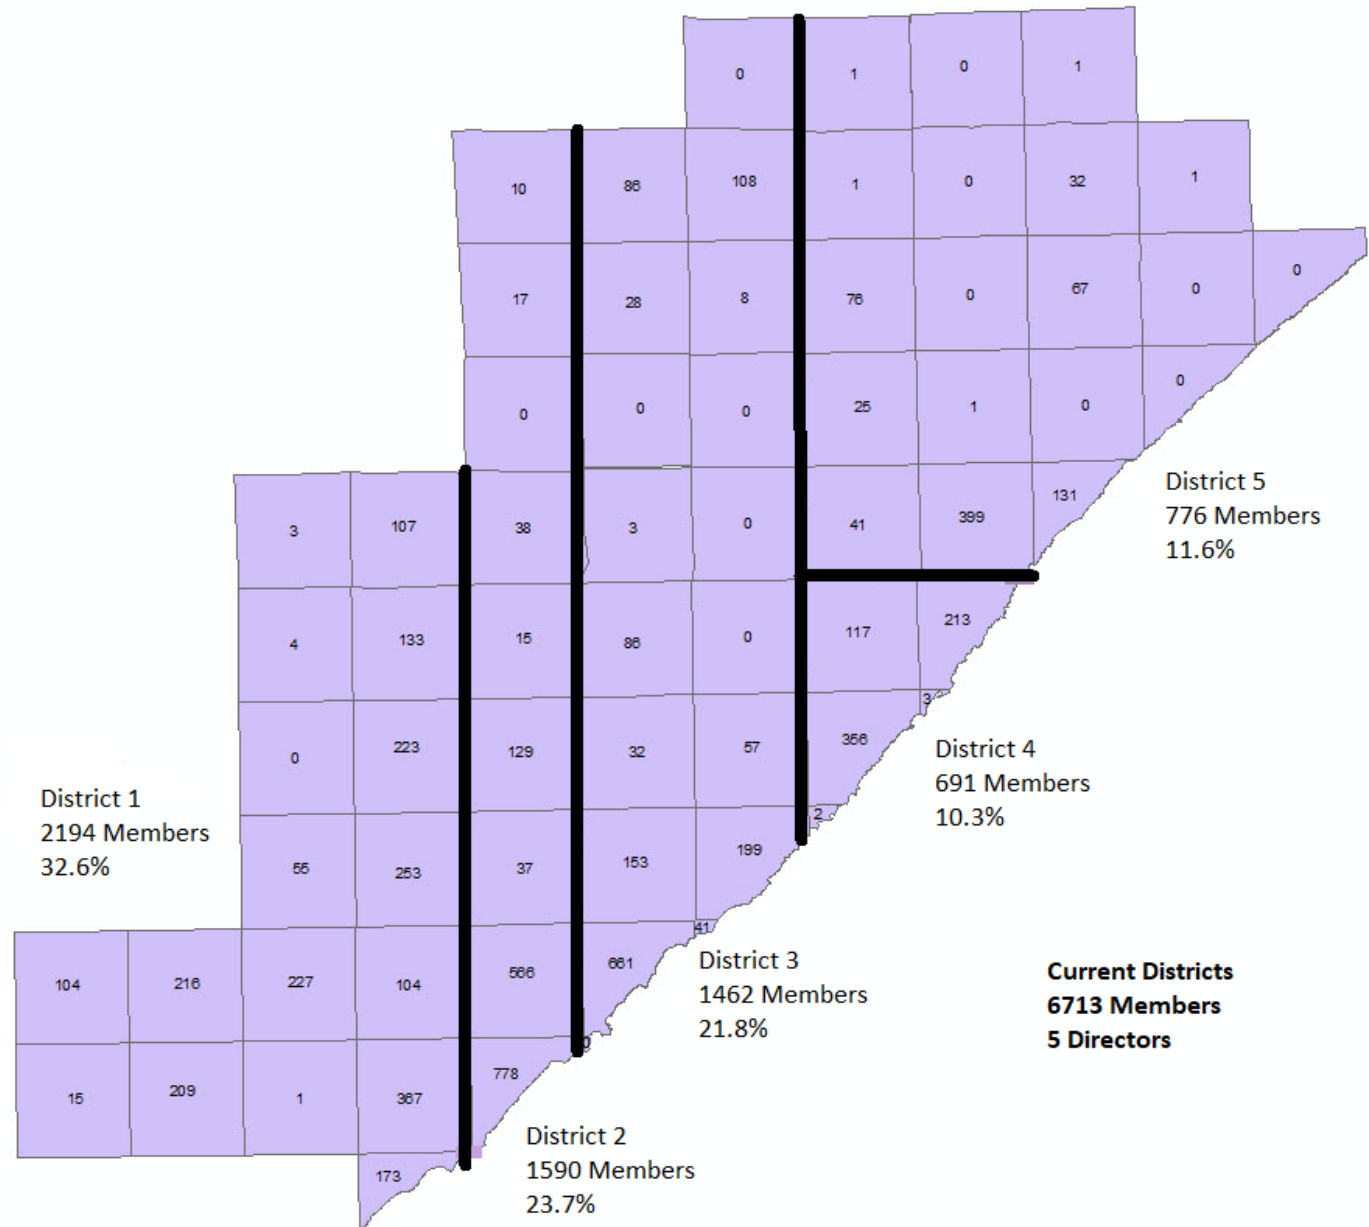 0 1 0 1
10 86 108 1 0 32 1
17 28 8 76 0 67 0 0
0 0 0 25 1 0 0
3 107 38 3 0 41 399 131
District 5
776 Members
11.6%
4 133 15 86 0 117 213
0 223 129 32 57 356 3
District 4
691 Members
10.3%
District 1
2194 Members
32.6%
55 253 37 153 199 2
104 216 227 104 566 661 41
District 3
1462 Members
21.8%
Current Districts
6713 Members
5 Directors
15 209 1 367 778 0
173
District 2
1590 Members
23.7%